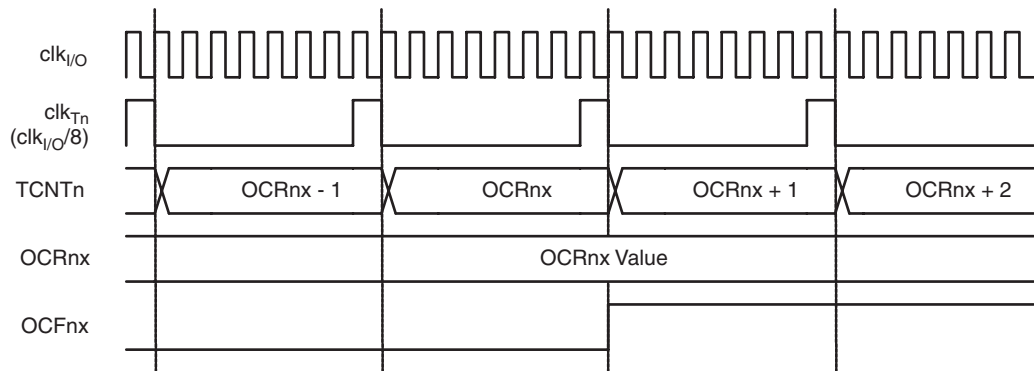 clkI/O
clkTn
(clkI/O/8)
TCNTn OCRnx - 1 OCRnx OCRnx + 1 OCRnx + 2
OCRnx OCRnx Value
OCFnx